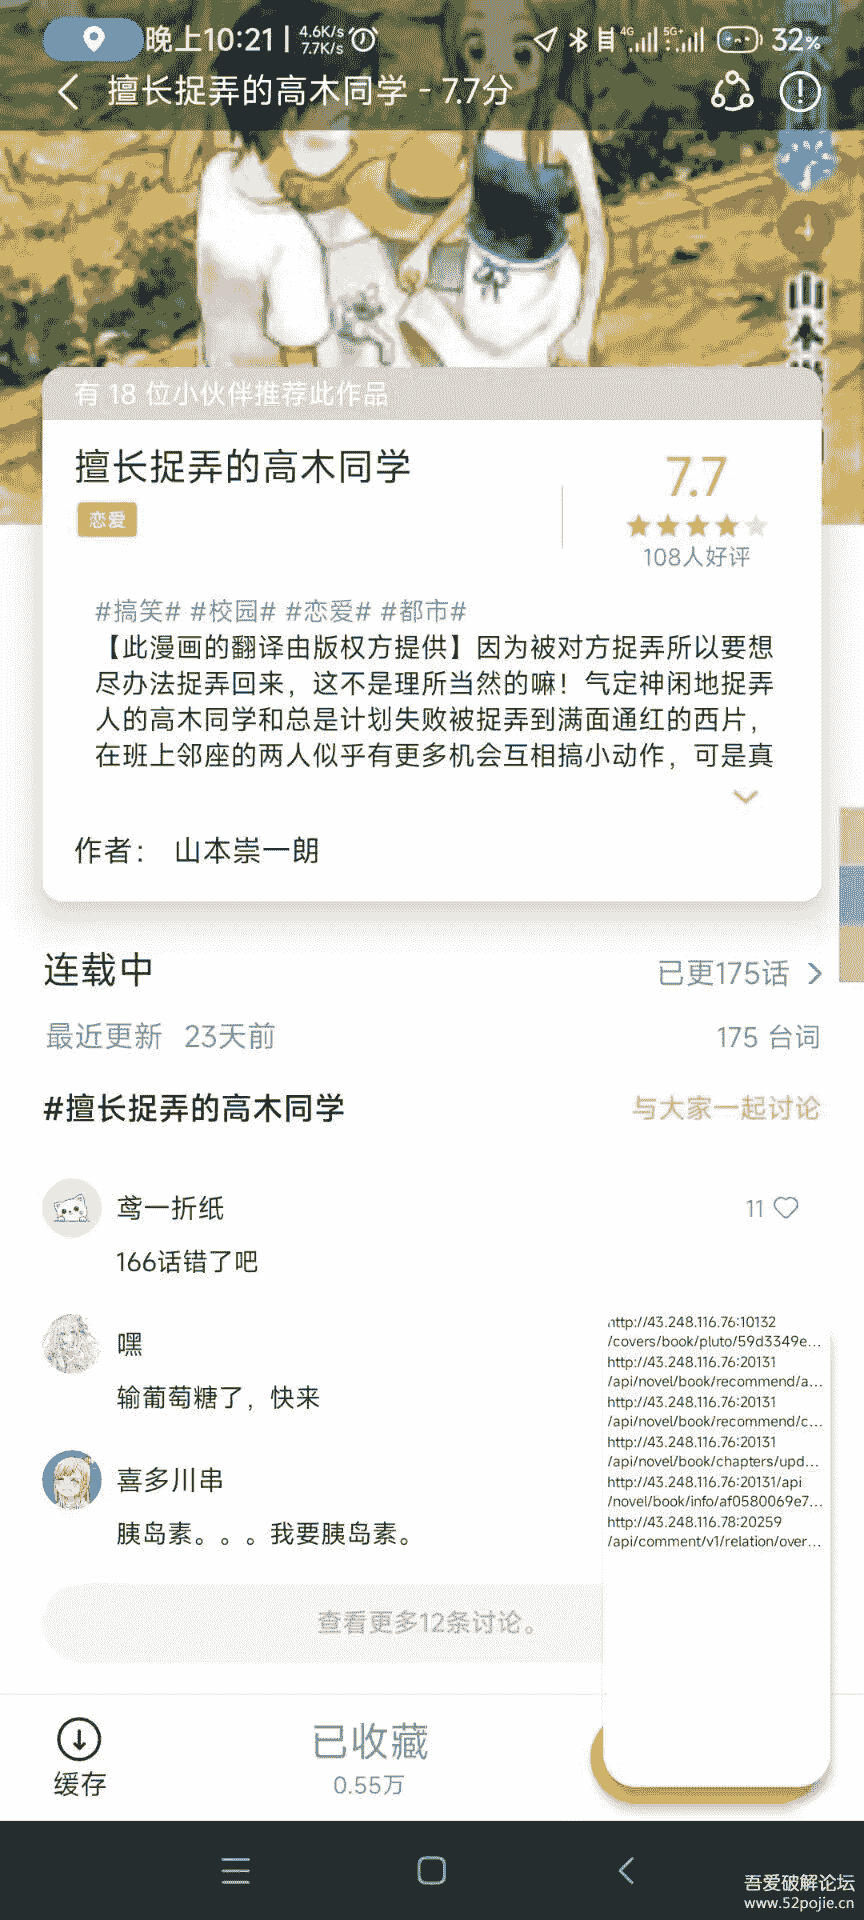 晚上10:21 | 4.6K/s 7.7K/s 4G 5G+ 32%
擅长捉弄的高木同学 - 7.7分
山本
有 18 位小伙伴推荐此作品
擅长捉弄的高木同学
7.7
恋爱
108人好评
#搞笑# #校园# #恋爱# #都市#
【此漫画的翻译由版权方提供】因为被对方捉弄所以要想
尽办法捉弄回来，这不是理所当然的嘛！气定神闲地捉弄
人的高木同学和总是计划失败被捉弄到满面通红的西片，
在班上邻座的两人似乎有更多机会互相搞小动作，可是真
作者： 山本崇一朗
连载中
已更175话
最近更新 23天前
175 台词
#擅长捉弄的高木同学
与大家一起讨论
鸢一折纸
11
166话错了吧
嘿
输葡萄糖了，快来
喜多川串
胰岛素。。。我要胰岛素。
http://43.248.116.76:10132
/covers/book/pluto/59d3349e...
http://43.248.116.76:20131
/api/novel/book/recommend/a...
http://43.248.116.76:20131
/api/novel/book/recommend/c...
http://43.248.116.76:20131
/api/novel/book/chapters/upd...
http://43.248.116.76:20131/api
/novel/book/info/af0580069e7...
http://43.248.116.78:20259
/api/comment/v1/relation/over...
查看更多12条讨论。
缓存
已收藏
0.55万
吾爱破解论坛
www.52pojie.cn